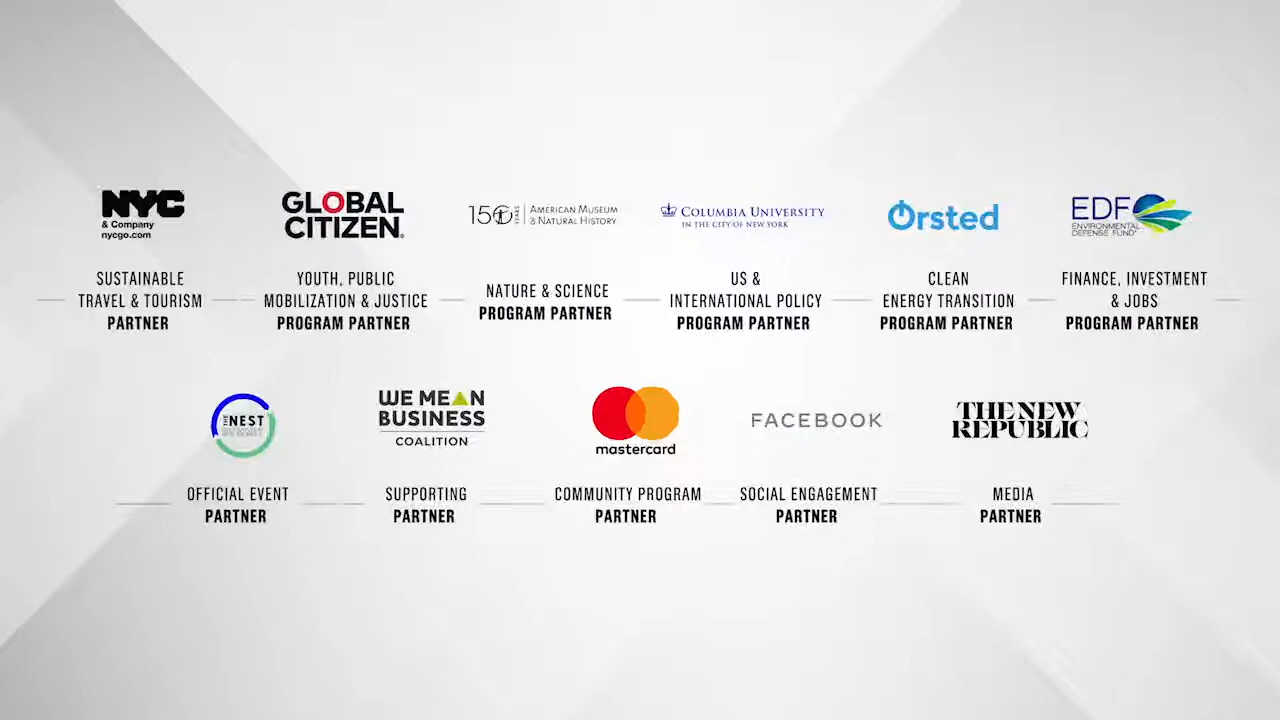 NYC
& Company
nycgo.com
SUSTAINABLE
TRAVEL & TOURISM
PARTNER
GLOBAL
CITIZEN.
YOUTH, PUBLIC
MOBILIZATION & JUSTICE
PROGRAM PARTNER
150 YEARS
AMERICAN MUSEUM
& NATURAL HISTORY
NATURE & SCIENCE
PROGRAM PARTNER
COLUMBIA UNIVERSITY
IN THE CITY OF NEW YORK
US &
INTERNATIONAL POLICY
PROGRAM PARTNER
Ørsted
CLEAN
ENERGY TRANSITION
PROGRAM PARTNER
EDF
ENVIRONMENTAL
DEFENSE FUND
FINANCE, INVESTMENT
& JOBS
PROGRAM PARTNER
THE NEST
OFFICIAL EVENT
PARTNER
WE MEAN
BUSINESS
COALITION
SUPPORTING
PARTNER
mastercard
COMMUNITY PROGRAM
PARTNER
FACEBOOK
SOCIAL ENGAGEMENT
PARTNER
THE NEW
REPUBLIC
MEDIA
PARTNER